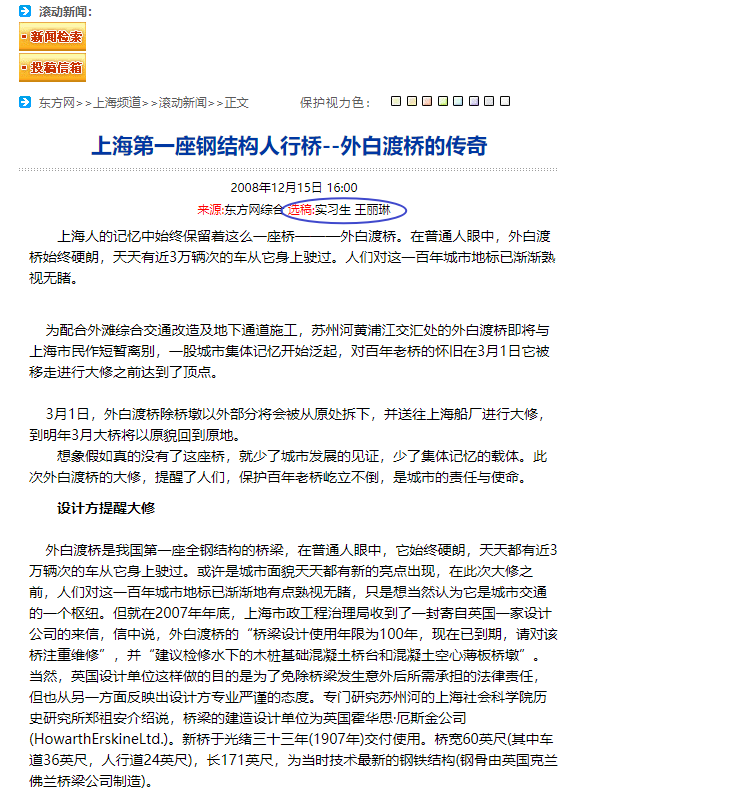 滚动新闻:
新闻检索
投稿信箱
东方网>>上海频道>>滚动新闻>>正文 保护视力色:
上海第一座钢结构人行桥--外白渡桥的传奇
2008年12月15日 16:00
来源:东方网综合 选稿:实习生 王丽琳
上海人的记忆中始终保留着这么一座桥———外白渡桥。在普通人眼中，外白渡
桥始终硬朗，天天有近3万辆次的车从它身上驶过。人们对这一百年城市地标已渐渐熟
视无睹。
为配合外滩综合交通改造及地下通道施工，苏州河黄浦江交汇处的外白渡桥即将与
上海市民作短暂离别，一股城市集体记忆开始泛起，对百年老桥的怀旧在3月1日它被
移走进行大修之前达到了顶点。
3月1日，外白渡桥除桥墩以外部分将会被从原处拆下，并送往上海船厂进行大修，
到明年3月大桥将以原貌回到原地。
想象假如真的没有了这座桥，就少了城市发展的见证，少了集体记忆的载体。此
次外白渡桥的大修，提醒了人们，保护百年老桥屹立不倒，是城市的责任与使命。
设计方提醒大修
外白渡桥是我国第一座全钢结构的桥梁，在普通人眼中，它始终硬朗，天天都有近3
万辆次的车从它身上驶过。或许是城市面貌天天都有新的亮点出现，在此次大修之
前，人们对这一百年城市地标已渐渐地有点熟视无睹，只是想当然认为它是城市交通
的一个枢纽。但就在2007年年底，上海市政工程治理局收到了一封寄自英国一家设计
公司的来信，信中说，外白渡桥的“桥梁设计使用年限为100年，现在已到期，请对该
桥注重维修”，并“建议检修水下的木桩基础混凝土桥台和混凝土空心薄板桥墩”。
当然，英国设计单位这样做的目的是为了免除桥梁发生意外后所需承担的法律责任，
但也从另一方面反映出设计方专业严谨的态度。专门研究苏州河的上海社会科学院历
史研究所郑祖安介绍说，桥梁的建造设计单位为英国霍华思·厄斯金公司
(HowarthErskineLtd.)。新桥于光绪三十三年(1907年)交付使用。桥宽60英尺(其中车
道36英尺，人行道24英尺)，长171英尺，为当时技术最新的钢铁结构(钢骨由英国克兰
佛兰桥梁公司制造)。